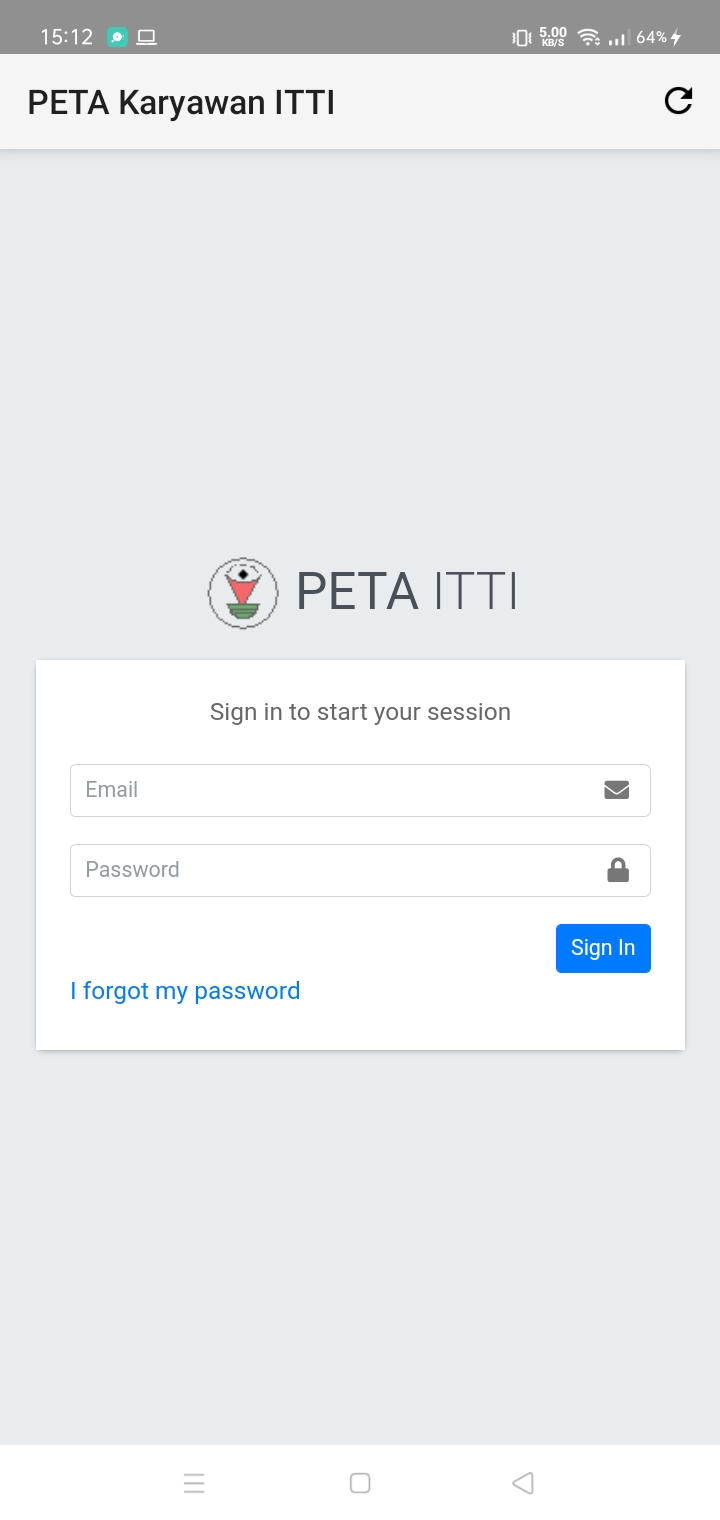 15:12 5.00 KB/S 64%
PETA Karyawan ITTI
PETA ITTI
Sign in to start your session
Email
Password
Sign In
I forgot my password